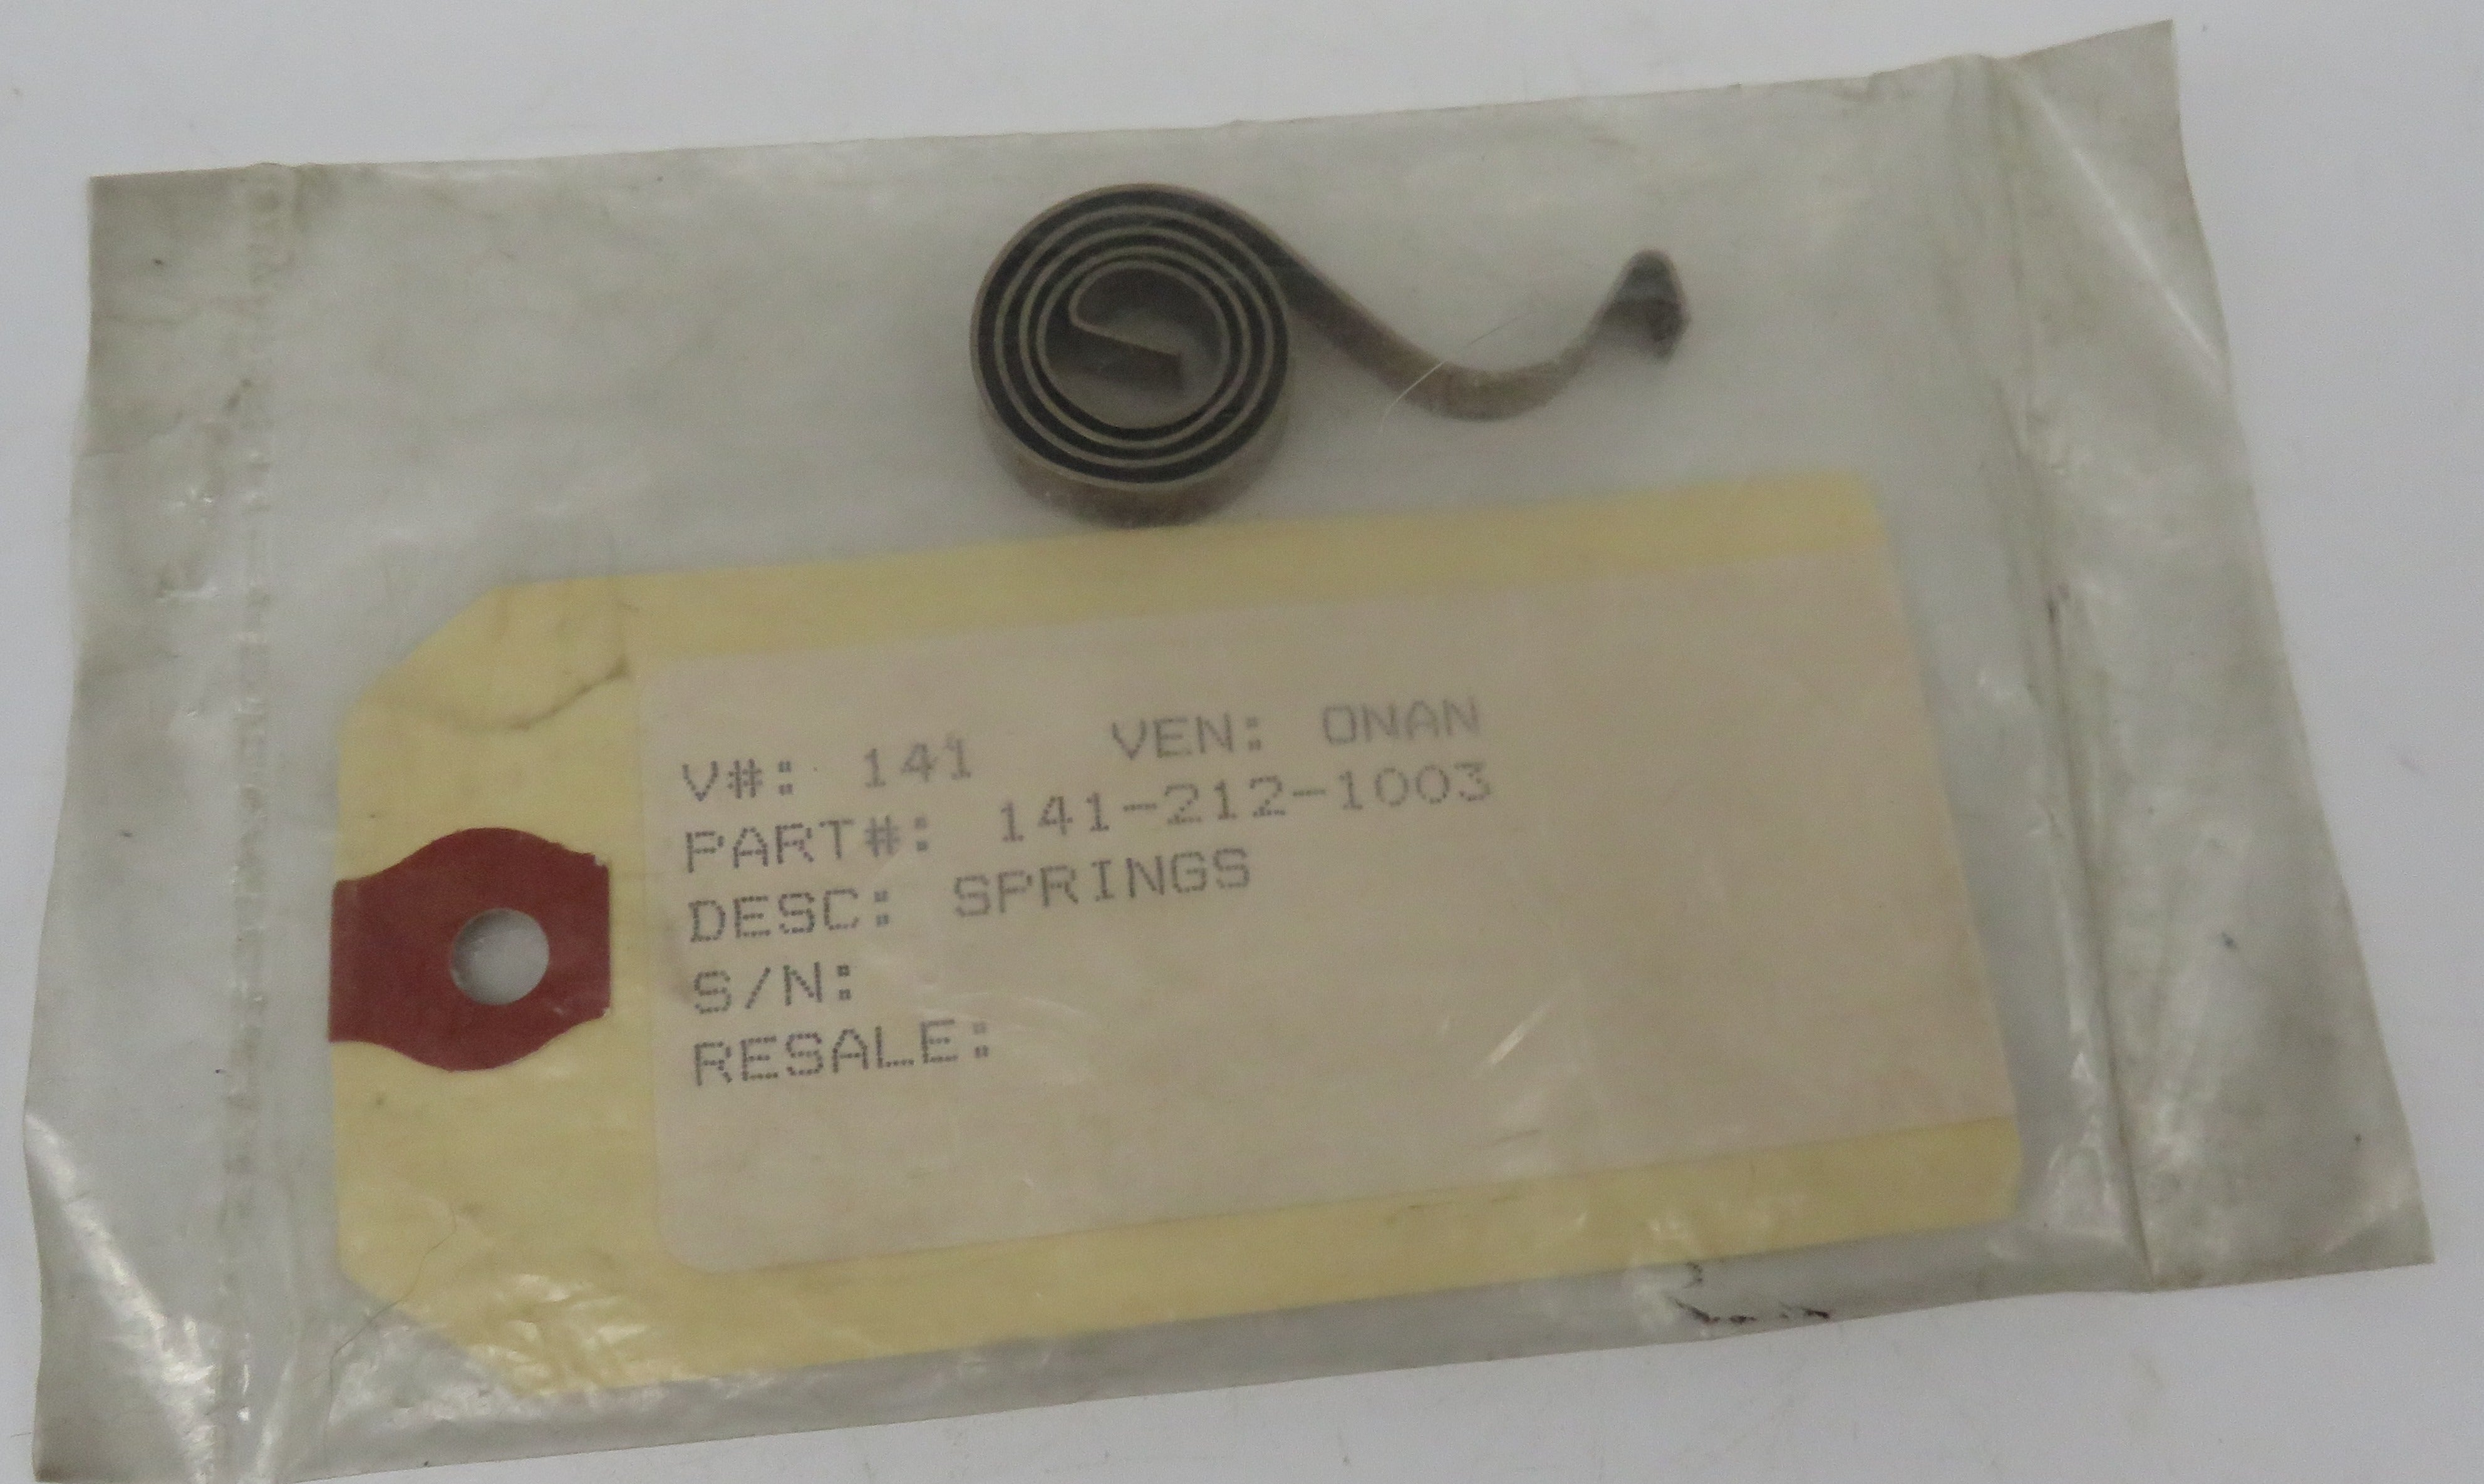 V#: 141 VEN: ONAN
PART#: 141-212-1003
DESC: SPRINGS
S/N:
RESALE: